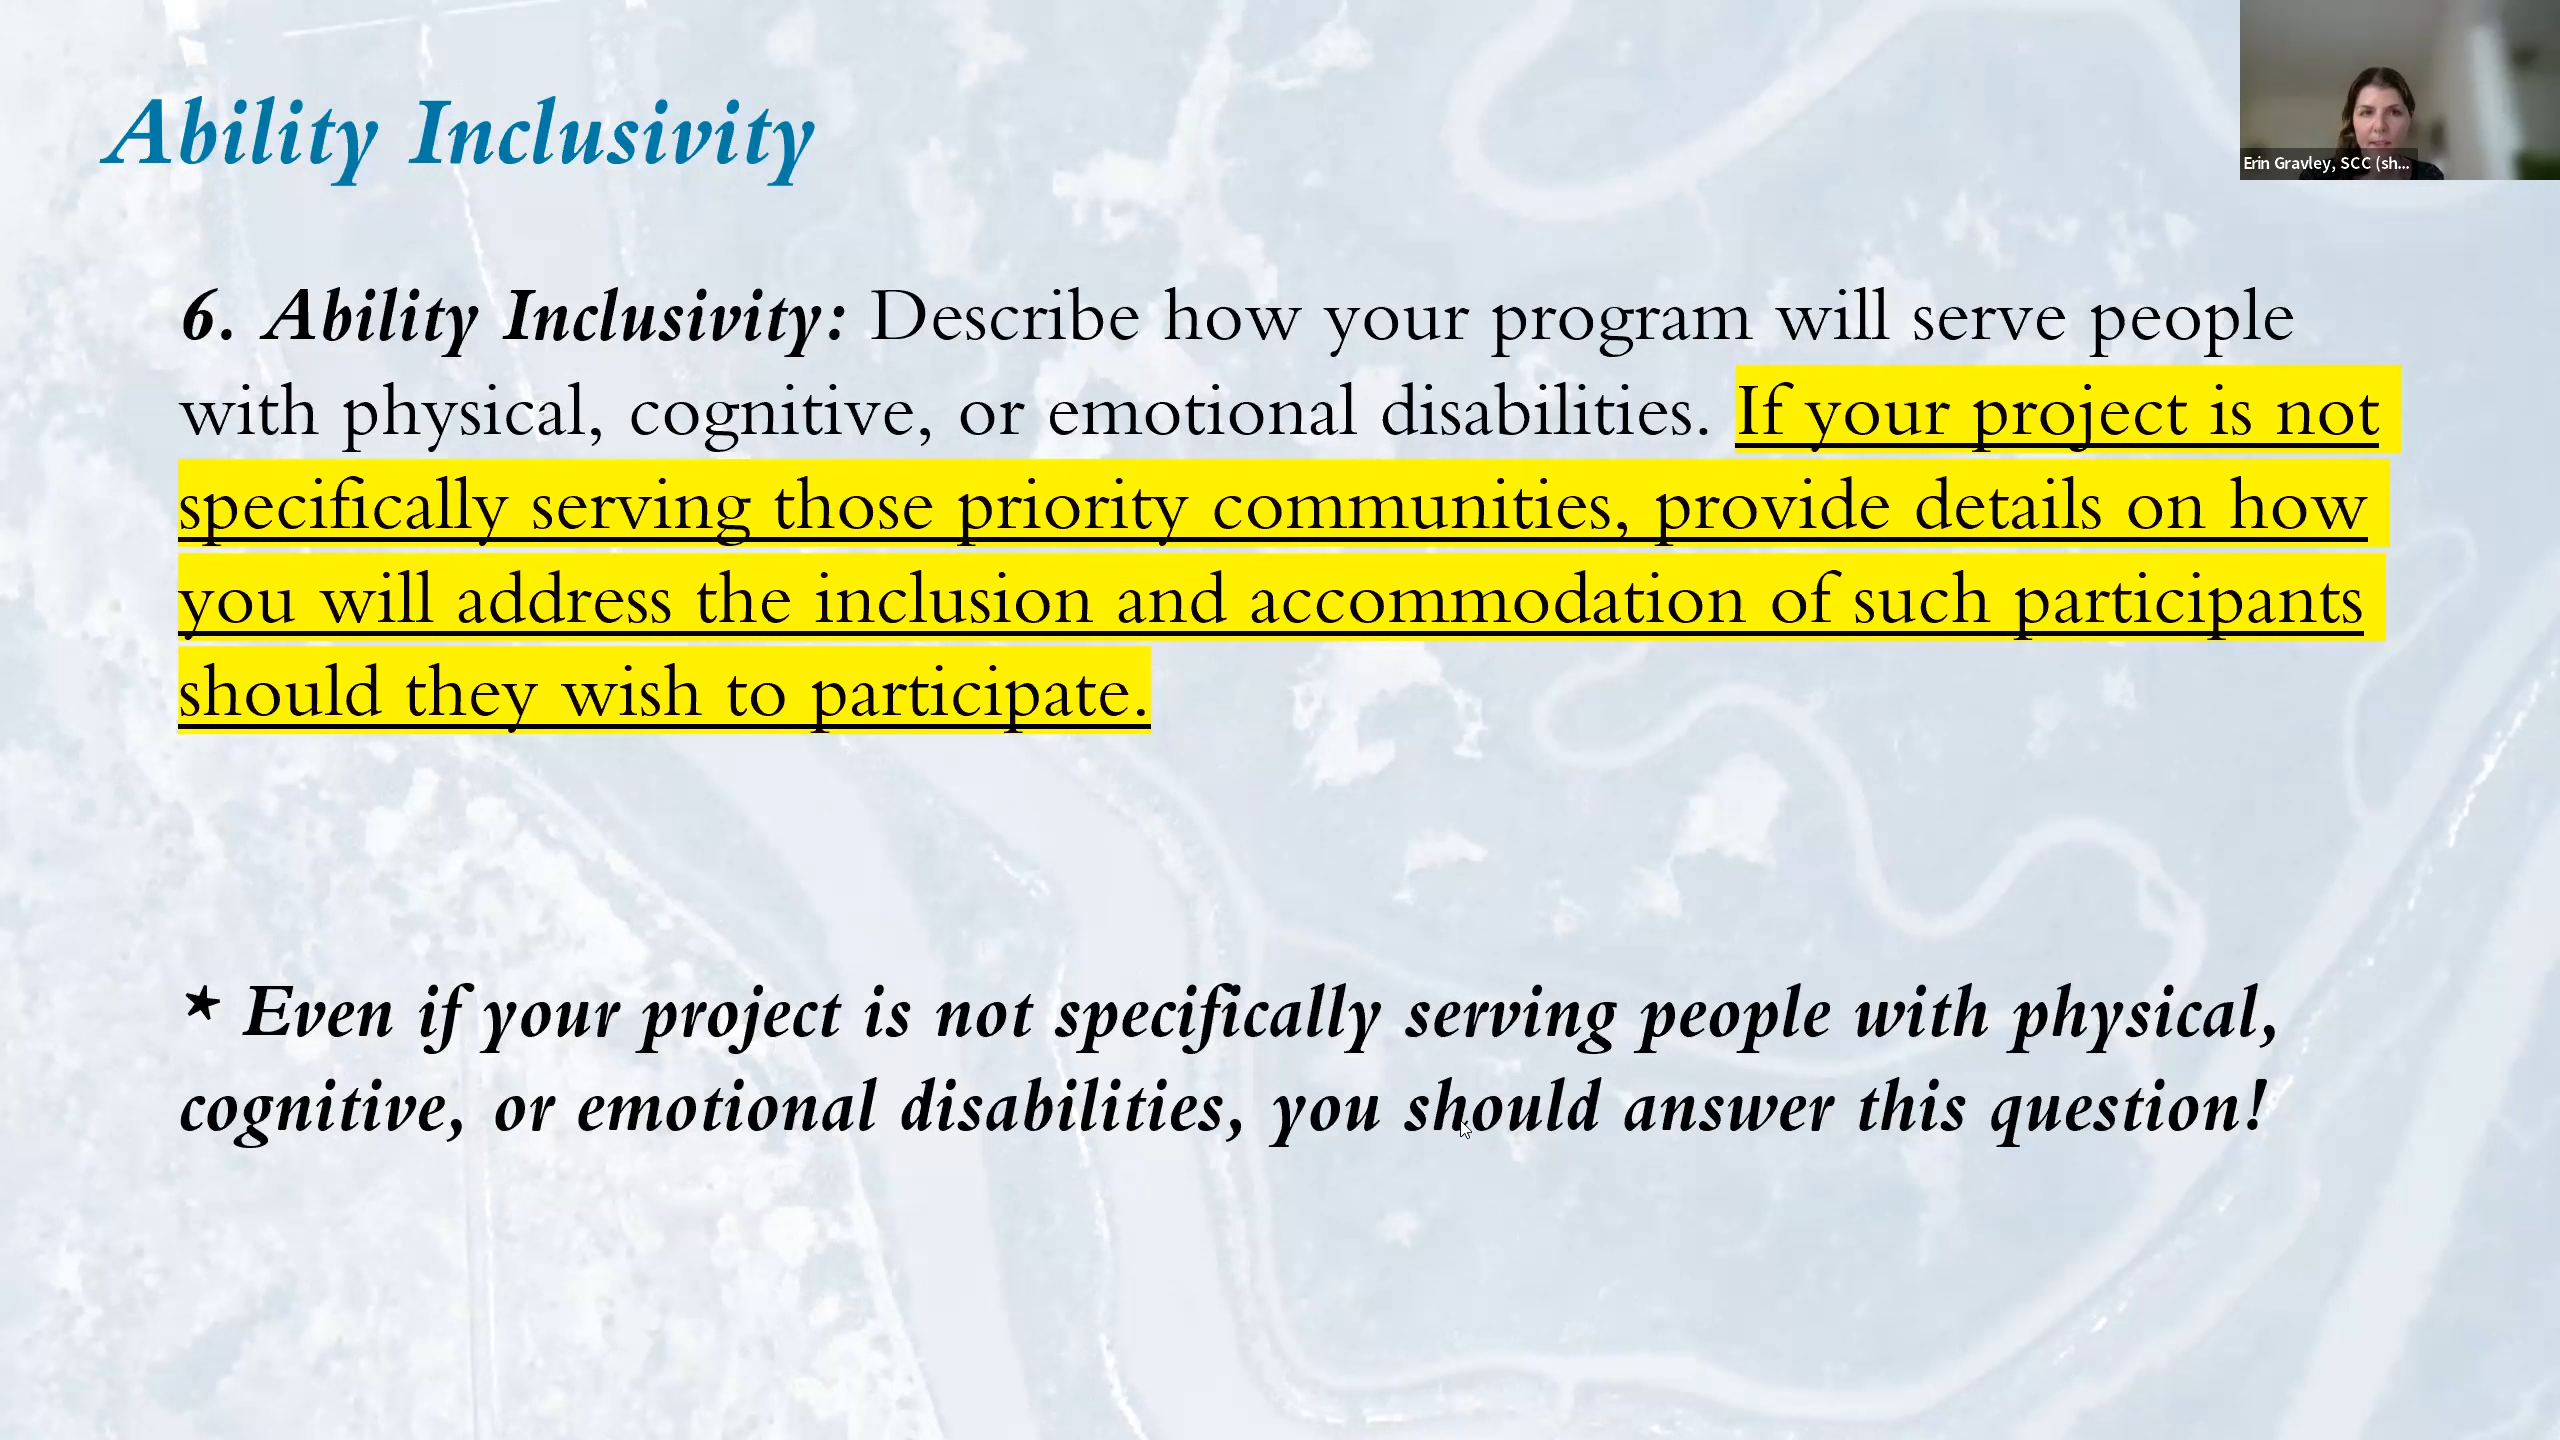 Ability Inclusivity
Erin Gravley, SCC (sh...
6. Ability Inclusivity: Describe how your program will serve people
with physical, cognitive, or emotional disabilities. If your project is not
specifically serving those priority communities, provide details on how
you will address the inclusion and accommodation of such participants
should they wish to participate.
* Even if your project is not specifically serving people with physical,
cognitive, or emotional disabilities, you should answer this question!